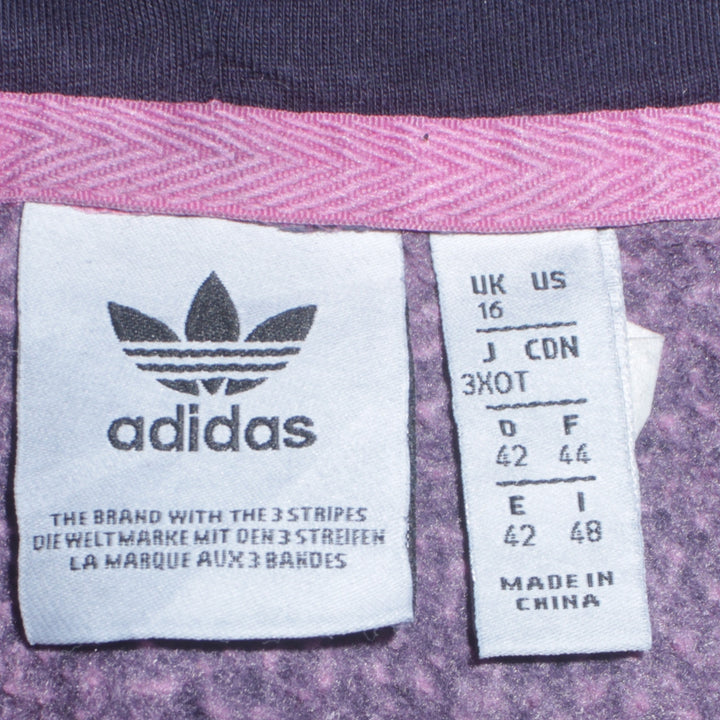 adidas
THE BRAND WITH THE 3 STRIPES
DIE WELTMARKE MIT DEN 3 STREIFEN
LA MARQUE AUX 3 BANDES
UK US
16
J CDN
3XOT
D F
42 44
E I
42 48
MADE IN
CHINA